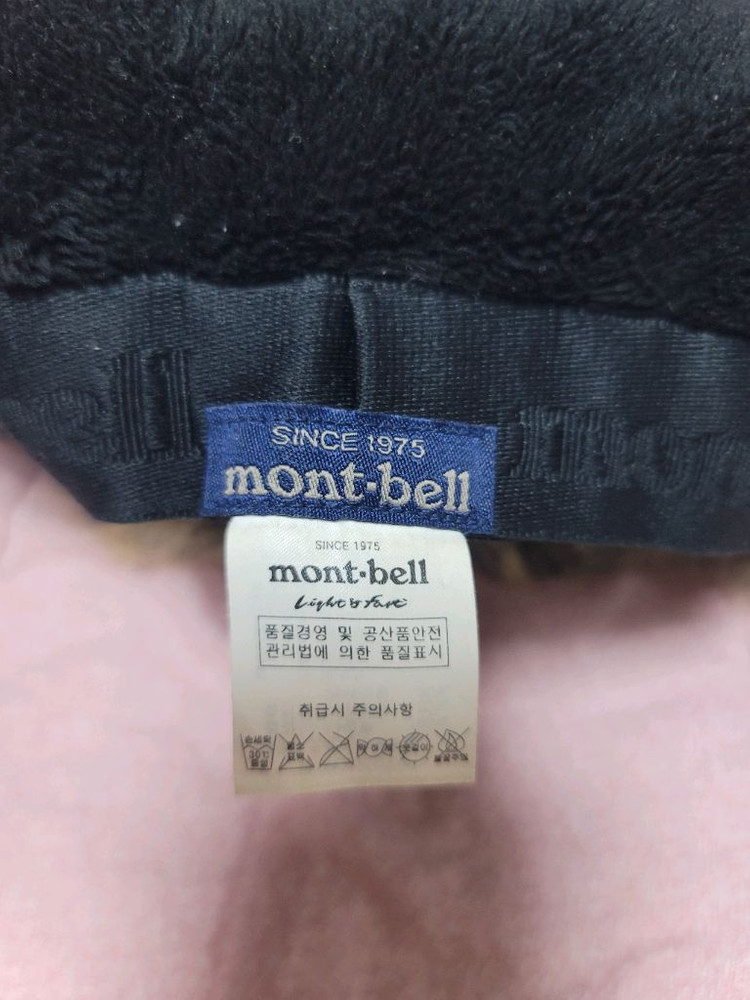 SINCE 1975
mont-bell
SINCE 1975
mont-bell
Light & Fast
품질경영 및 공산품안전
관리법에 의한 품질표시
취급시 주의사항
30℃